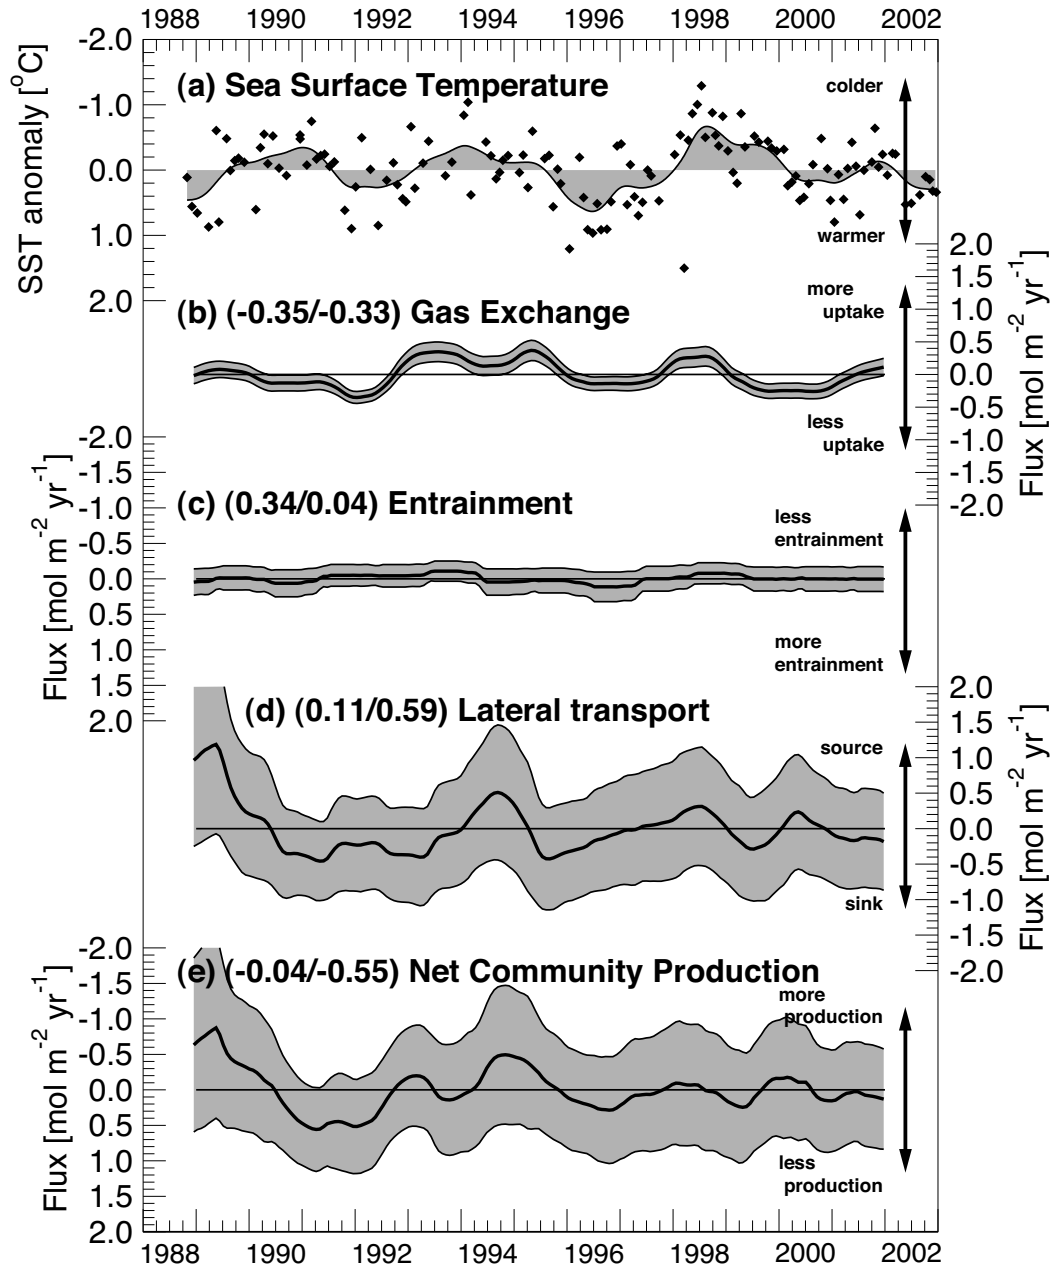 1988 1990 1992 1994 1996 1998 2000 2002
-2.0
-1.0
0.0
1.0
2.0
SST anomaly [°C]
(a) Sea Surface Temperature
colder
warmer
2.0
1.5
1.0
0.5
0.0
-0.5
-1.0
-1.5
-2.0
Flux [mol m-2 yr-1]
(b) (-0.35/-0.33) Gas Exchange
more
uptake
less
uptake
-2.0
-1.5
-1.0
-0.5
0.0
0.5
1.0
1.5
2.0
Flux [mol m-2 yr-1]
(c) (0.34/0.04) Entrainment
less
entrainment
more
entrainment
2.0
1.5
1.0
0.5
0.0
-0.5
-1.0
-1.5
-2.0
Flux [mol m-2 yr-1]
(d) (0.11/0.59) Lateral transport
source
sink
-2.0
-1.5
-1.0
-0.5
0.0
0.5
1.0
1.5
2.0
Flux [mol m-2 yr-1]
(e) (-0.04/-0.55) Net Community Production
more
production
less
production
1988 1990 1992 1994 1996 1998 2000 2002